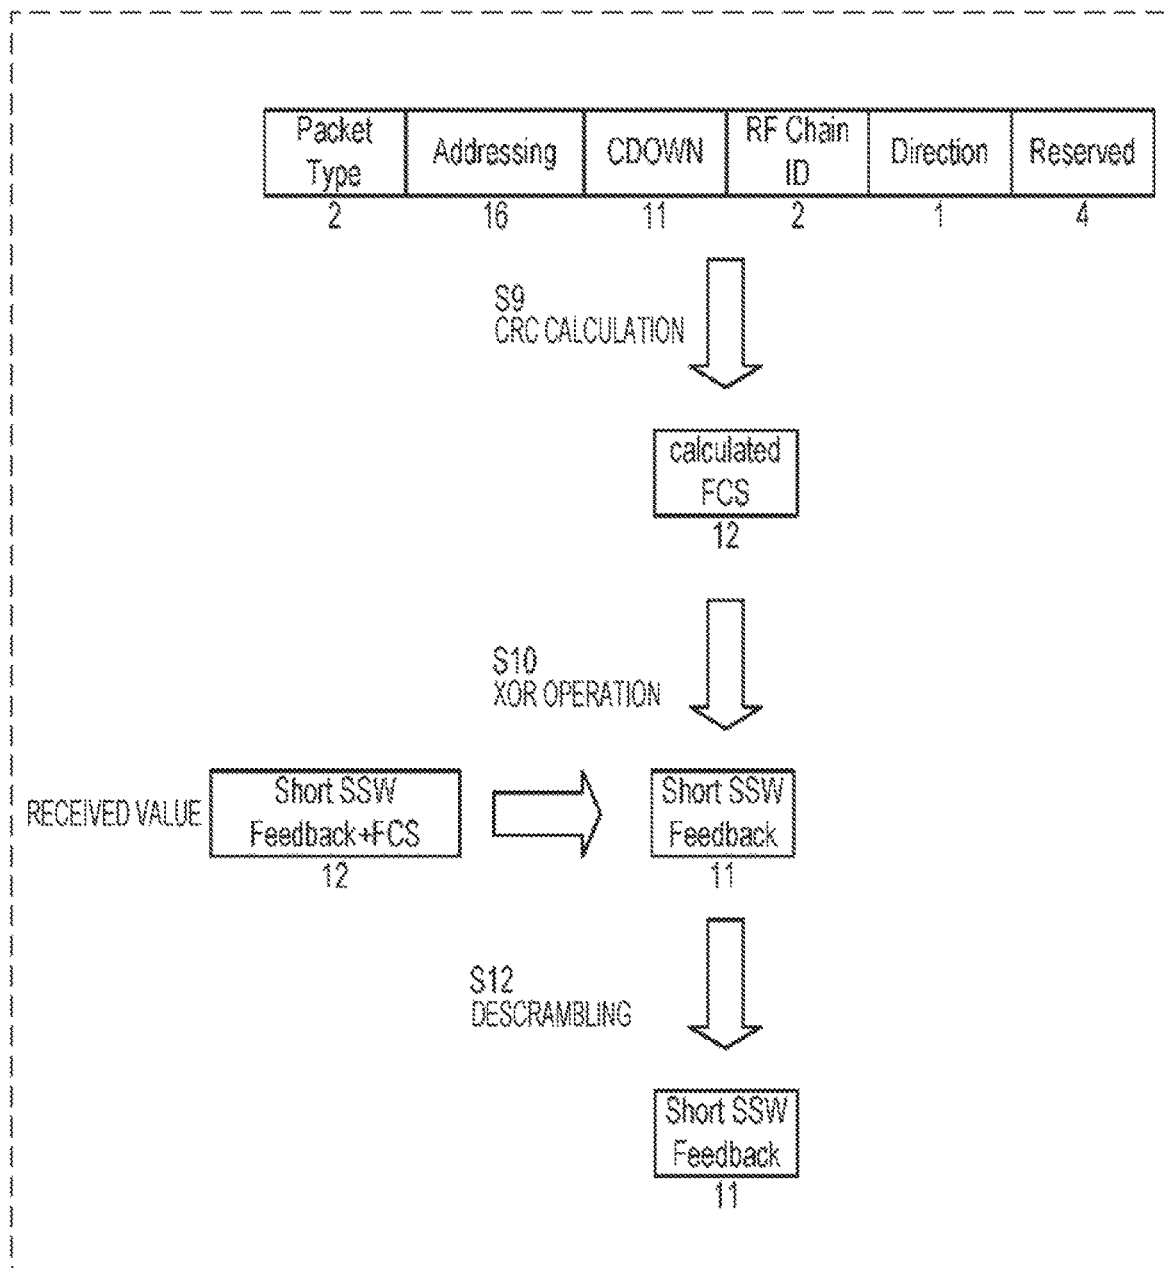 Packet Type Addressing CDOWN RF Chain ID Direction Reserved
2 16 11 2 1 4
S9
CRC CALCULATION
calculated
FCS
12
S10
XOR OPERATION
RECEIVED VALUE
Short SSW
Feedback+FCS
12
Short SSW
Feedback
11
S12
DESCRAMBLING
Short SSW
Feedback
11